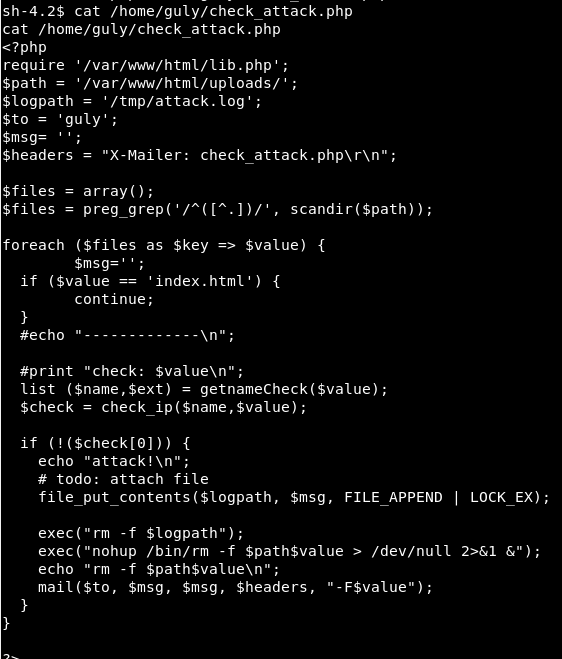 sh-4.2$ cat /home/guly/check_attack.php
cat /home/guly/check_attack.php
<?php
require '/var/www/html/lib.php';
$path = '/var/www/html/uploads/';
$logpath = '/tmp/attack.log';
$to = 'guly';
$msg= '';
$headers = "X-Mailer: check_attack.php\r\n";

$files = array();
$files = preg_grep('/^([^.])/', scandir($path));

foreach ($files as $key => $value) {
        $msg='';
  if ($value == 'index.html') {
        continue;
  }
  #echo "-------------\n";

  #print "check: $value\n";
  list ($name,$ext) = getnameCheck($value);
  $check = check_ip($name,$value);

  if (!($check[0])) {
    echo "attack!\n";
    # todo: attach file
    file_put_contents($logpath, $msg, FILE_APPEND | LOCK_EX);

    exec("rm -f $logpath");
    exec("nohup /bin/rm -f $path$value > /dev/null 2>&1 &");
    echo "rm -f $path$value\n";
    mail($to, $msg, $msg, $headers, "-F$value");
  }
}

?>